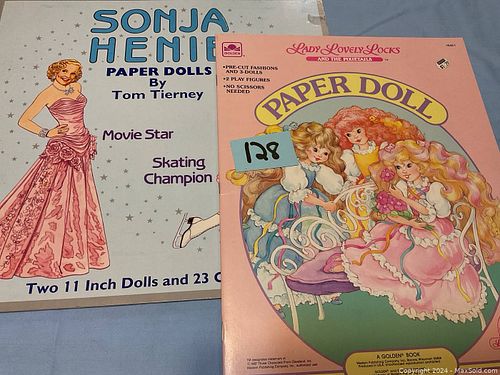 SONJA
HENIE
PAPER DOLLS
By
Tom Tierney
Movie Star
Skating
Champion
Two 11 Inch Dolls and 23 C
GOLDEN
Lady Lovely Locks
AND THE PIXIETAILS
•PRE-CUT FASHIONS
AND 3-DOLLS
•2 PLAY FIGURES
•NO SCISSORS
NEEDED
PAPER DOLL
128
A GOLDEN® BOOK
Copyright 2024 - MaxSold.com